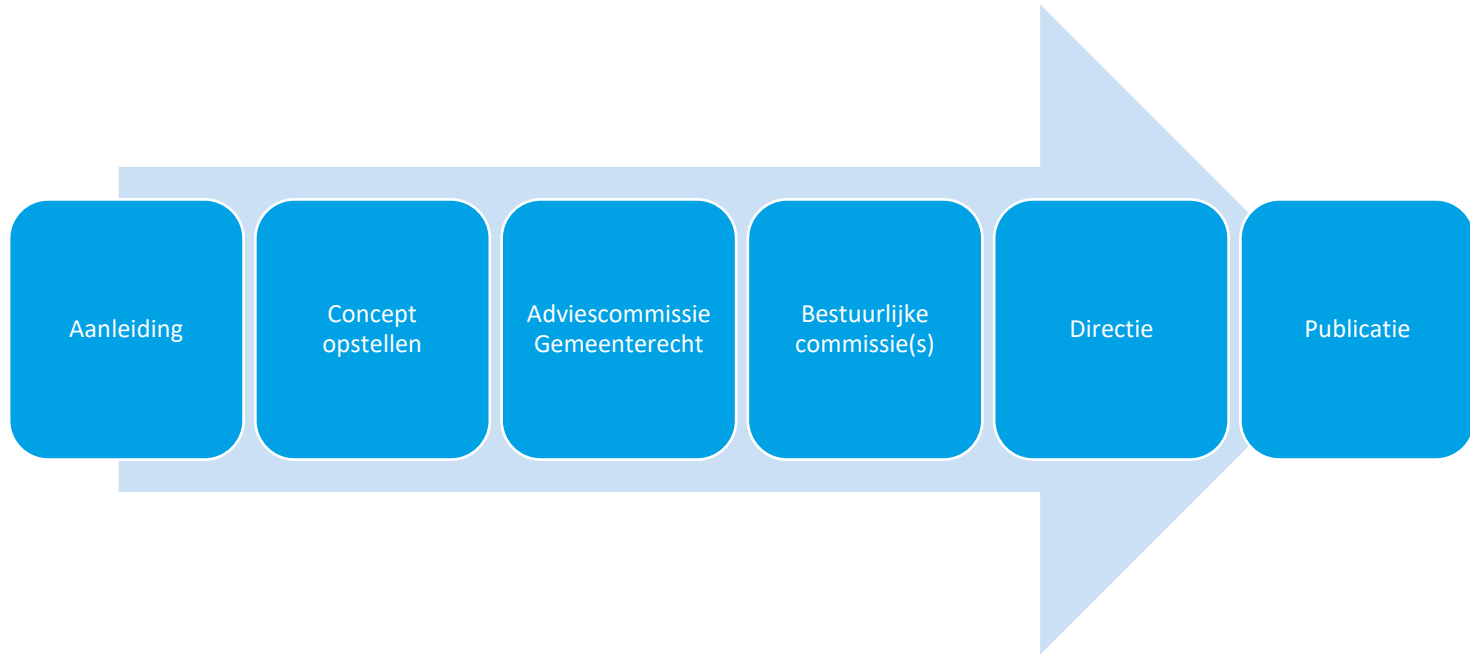 Aanleiding
Concept
opstellen
Adviescommissie
Gemeenterecht
Bestuurlijke
commissie(s)
Directie
Publicatie